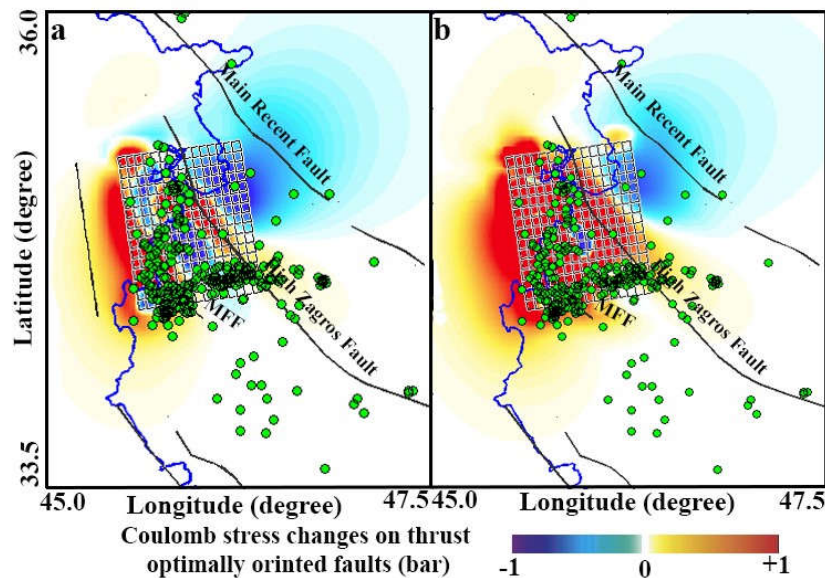 36.0
a
b
Main Recent Fault
Main Recent Fault
Latitude (degree)
High Zagros Fault
High Zagros Fault
MFF
MFF
33.5
45.0
47.5
45.0
47.5
Longitude (degree)
Longitude (degree)
Coulomb stress changes on thrust
optimally orinted faults (bar)
-1
0
+1